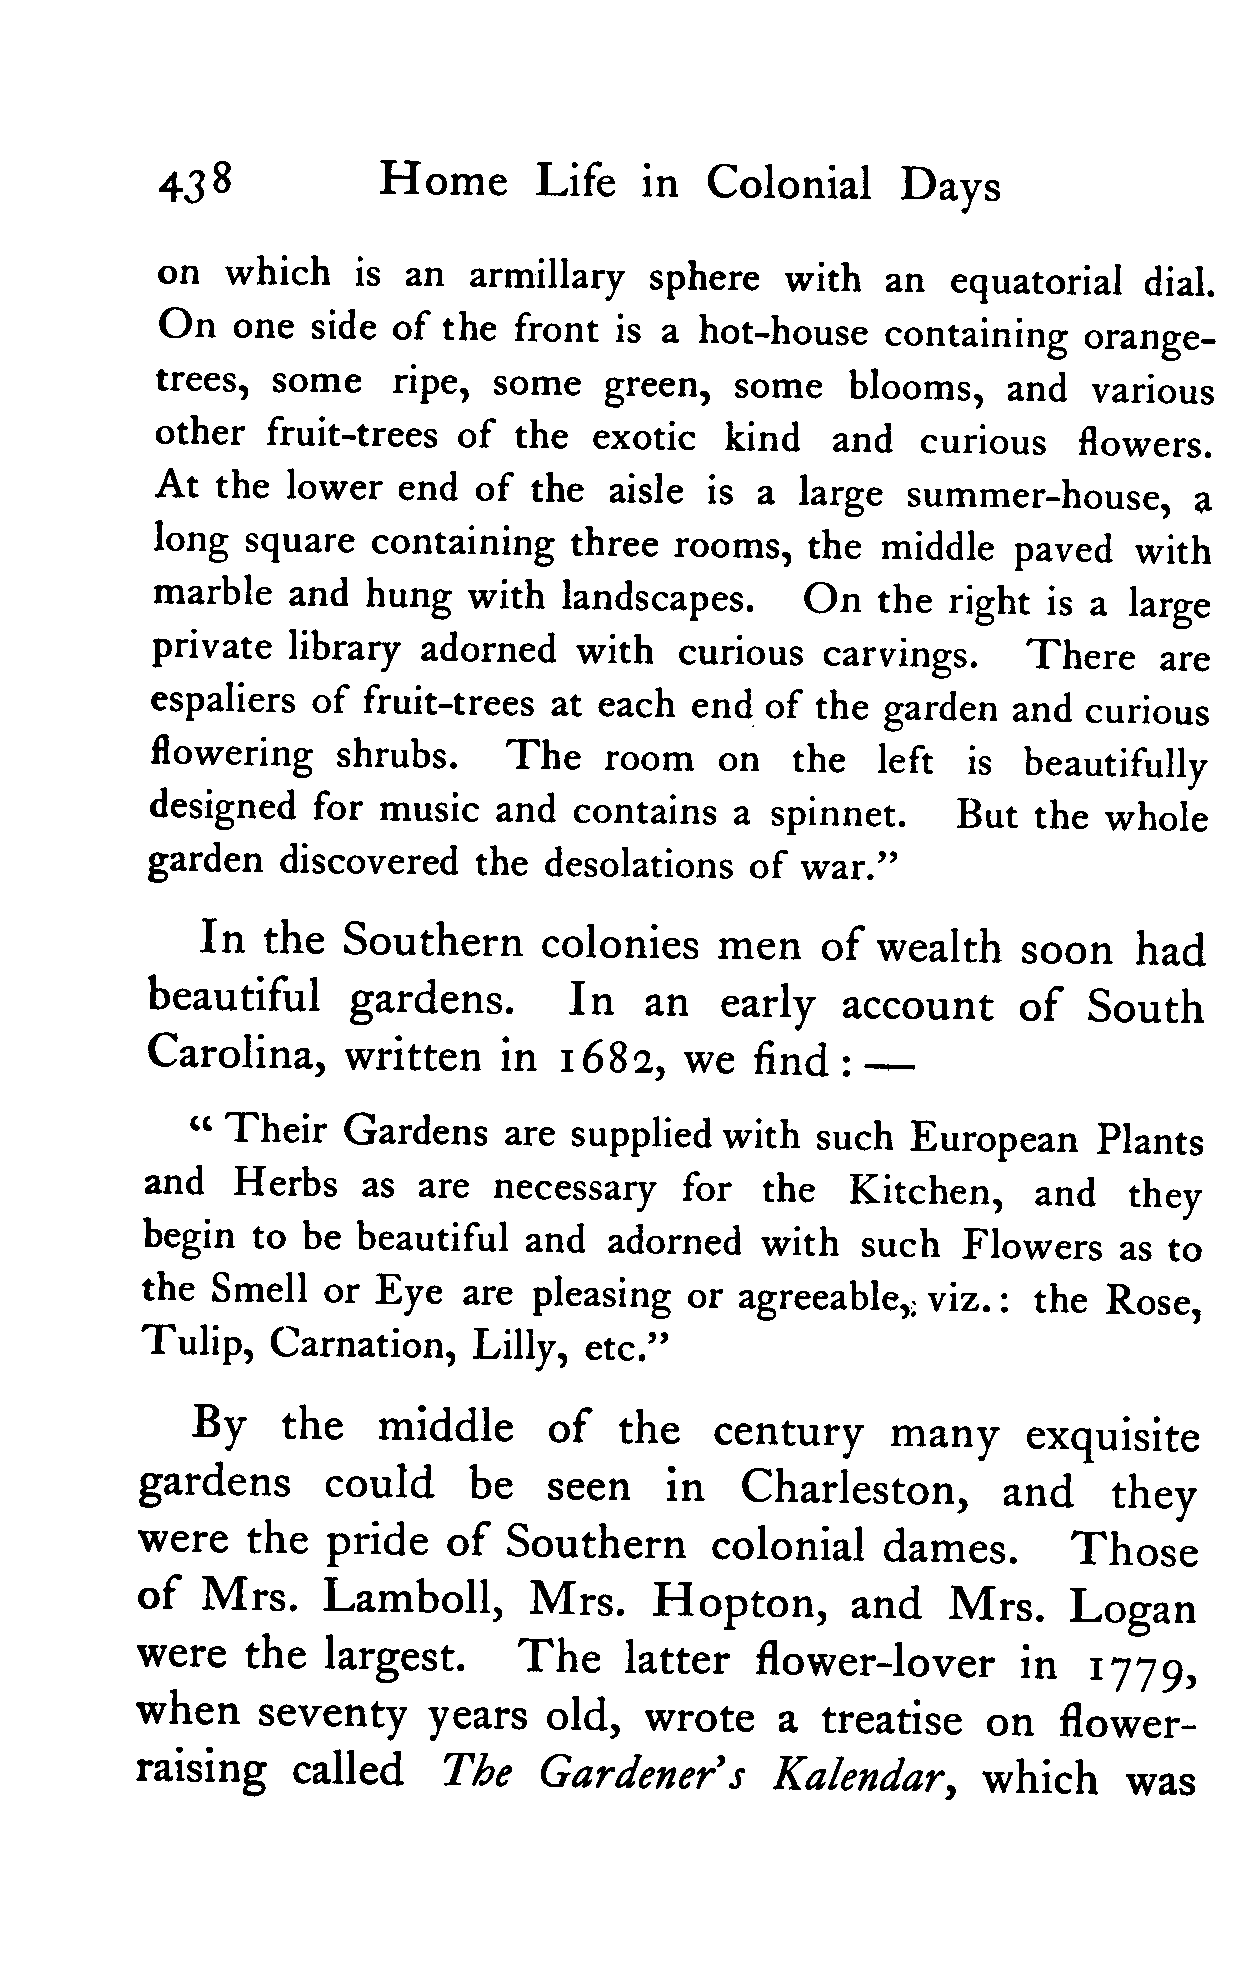 438 Home Life in Colonial Days
on which is an armillary sphere with an equatorial dial.
On one side of the front is a hot-house containing orange-
trees, some ripe, some green, some blooms, and various
other fruit-trees of the exotic kind and curious flowers.
At the lower end of the aisle is a large summer-house, a
long square containing three rooms, the middle paved with
marble and hung with landscapes. On the right is a large
private library adorned with curious carvings. There are
espaliers of fruit-trees at each end of the garden and curious
flowering shrubs. The room on the left is beautifully
designed for music and contains a spinnet. But the whole
garden discovered the desolations of war.”
In the Southern colonies men of wealth soon had
beautiful gardens. In an early account of South
Carolina, written in 1682, we find : —
“ Their Gardens are supplied with such European Plants
and Herbs as are necessary for the Kitchen, and they
begin to be beautiful and adorned with such Flowers as to
the Smell or Eye are pleasing or agreeable, viz. : the Rose,
Tulip, Carnation, Lilly, etc.”
By the middle of the century many exquisite
gardens could be seen in Charleston, and they
were the pride of Southern colonial dames. Those
of Mrs. Lamboll, Mrs. Hopton, and Mrs. Logan
were the largest. The latter flower-lover in 1779,
when seventy years old, wrote a treatise on flower-
raising called The Gardener's Kalendar, which was